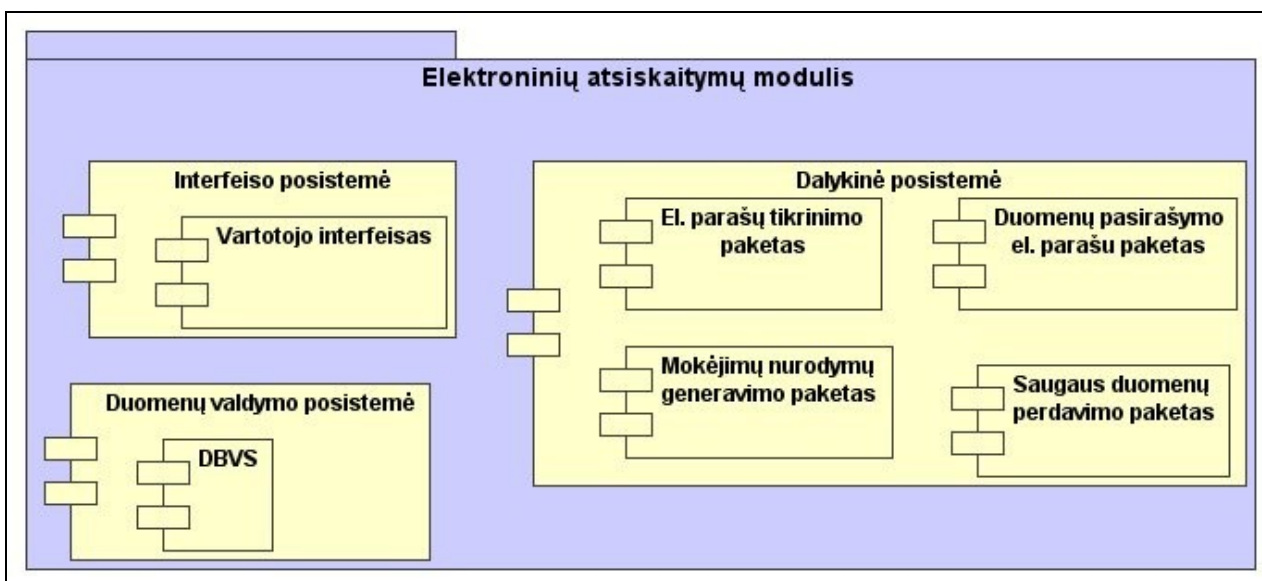 Elektroninių atsiskaitymų modulis
Interfeiso posistemė
Vartotojo interfeisas
Duomenų valdymo posistemė
DBVS
Dalykinė posistemė
El. parašų tikrinimo
paketas
Duomenų pasirašymo
el. parašu paketas
Mokėjimų nurodymų
generavimo paketas
Saugaus duomenų
perdavimo paketas